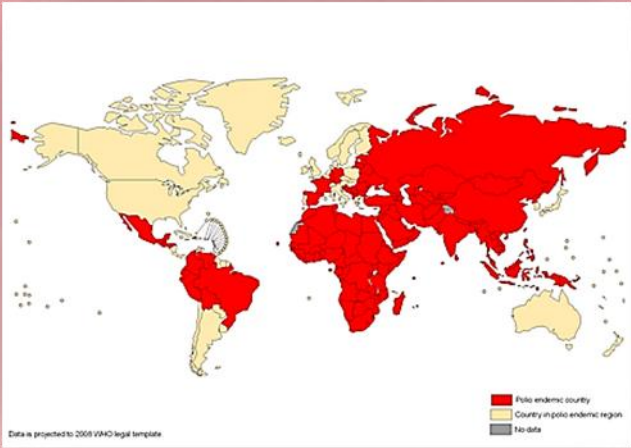 Polio endemic country
Country in polio endemic region
No data
Data is projected to 2008 WHO legal template